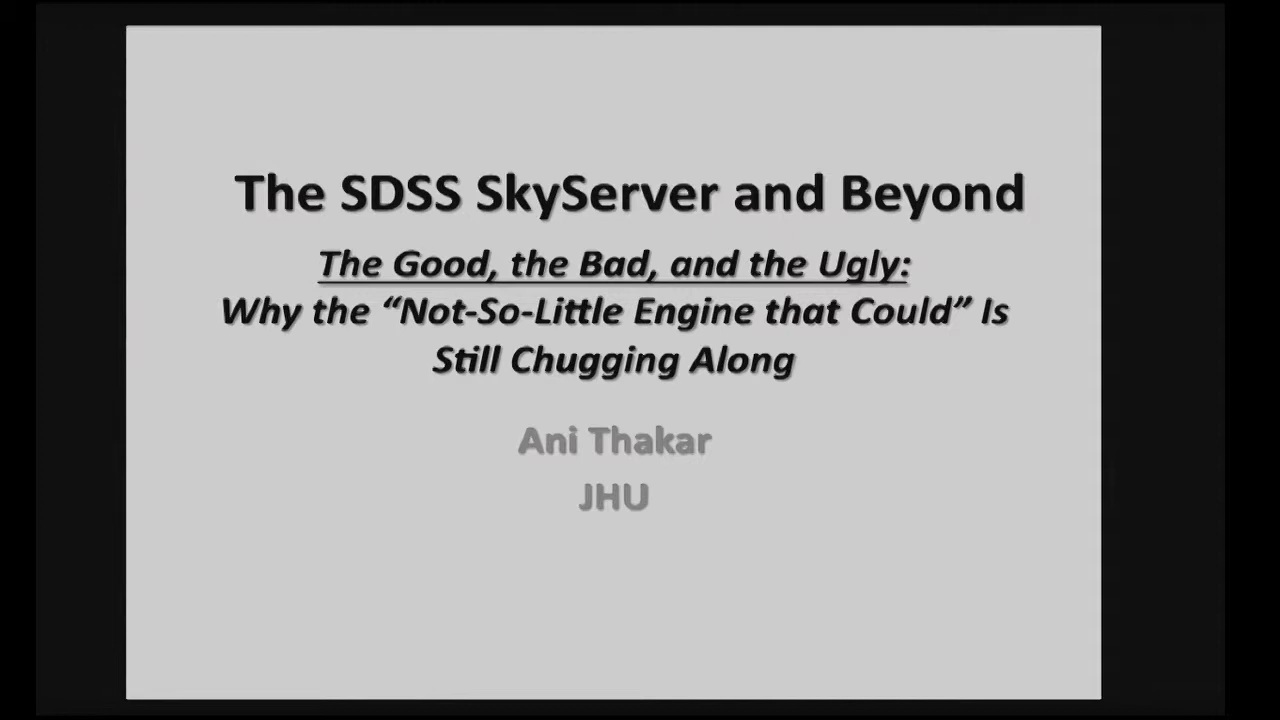 The SDSS SkyServer and Beyond
The Good, the Bad, and the Ugly:
Why the “Not-So-Little Engine that Could” Is
Still Chugging Along
Ani Thakar
JHU